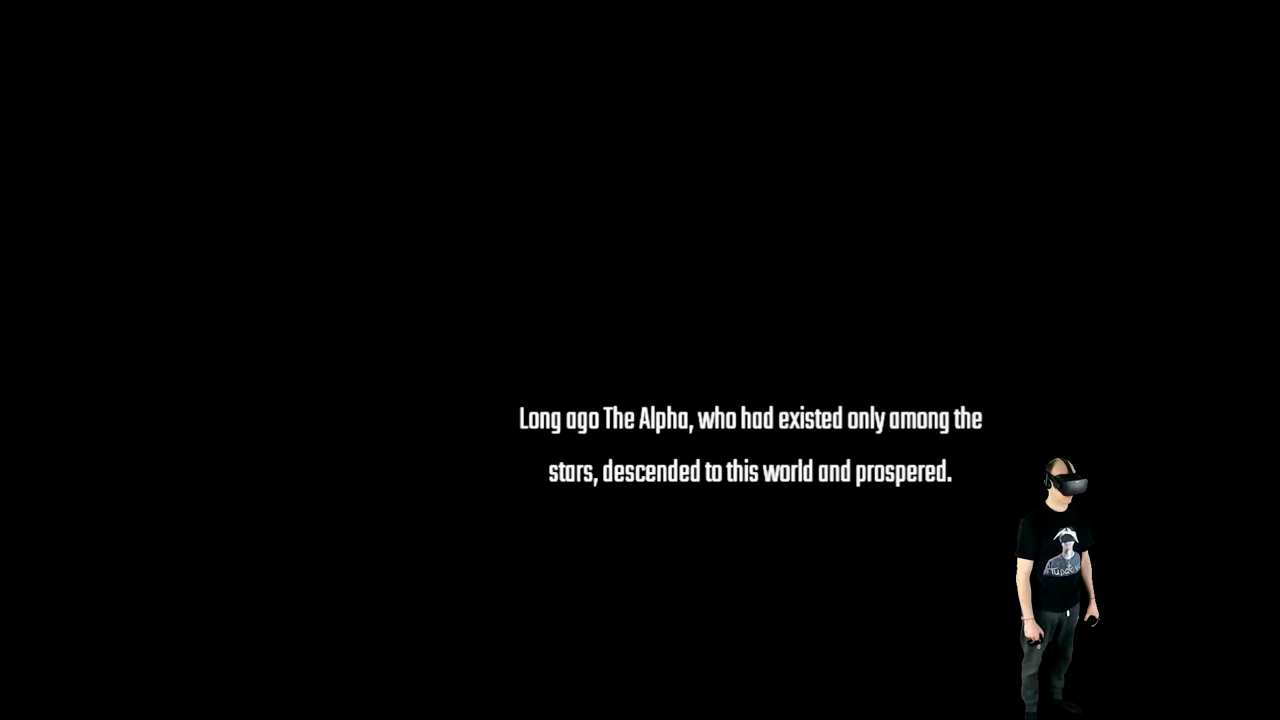 Long ago The Alpha, who had existed only among the
stars, descended to this world and prospered.